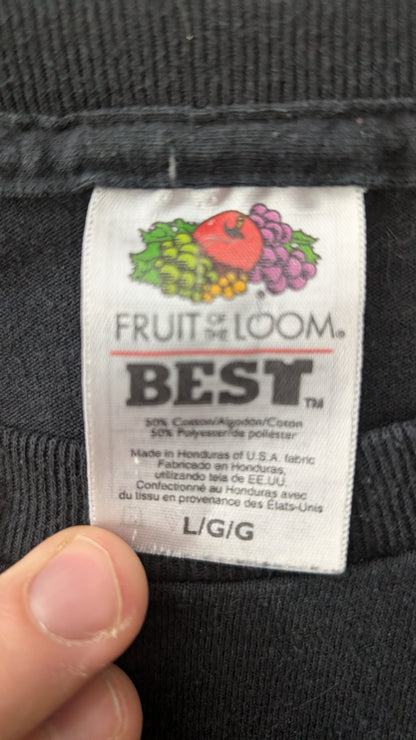 FRUIT OF THE LOOM®
BEST™
50% Cotton/Algodón/Coton
50% Polyester/de poliéster
Made in Honduras of U.S.A. fabric
Fabricado en Honduras,
utilizando tela de EE.UU.
Confectionné au Honduras avec
du tissu en provenance des États-Unis
L/G/G